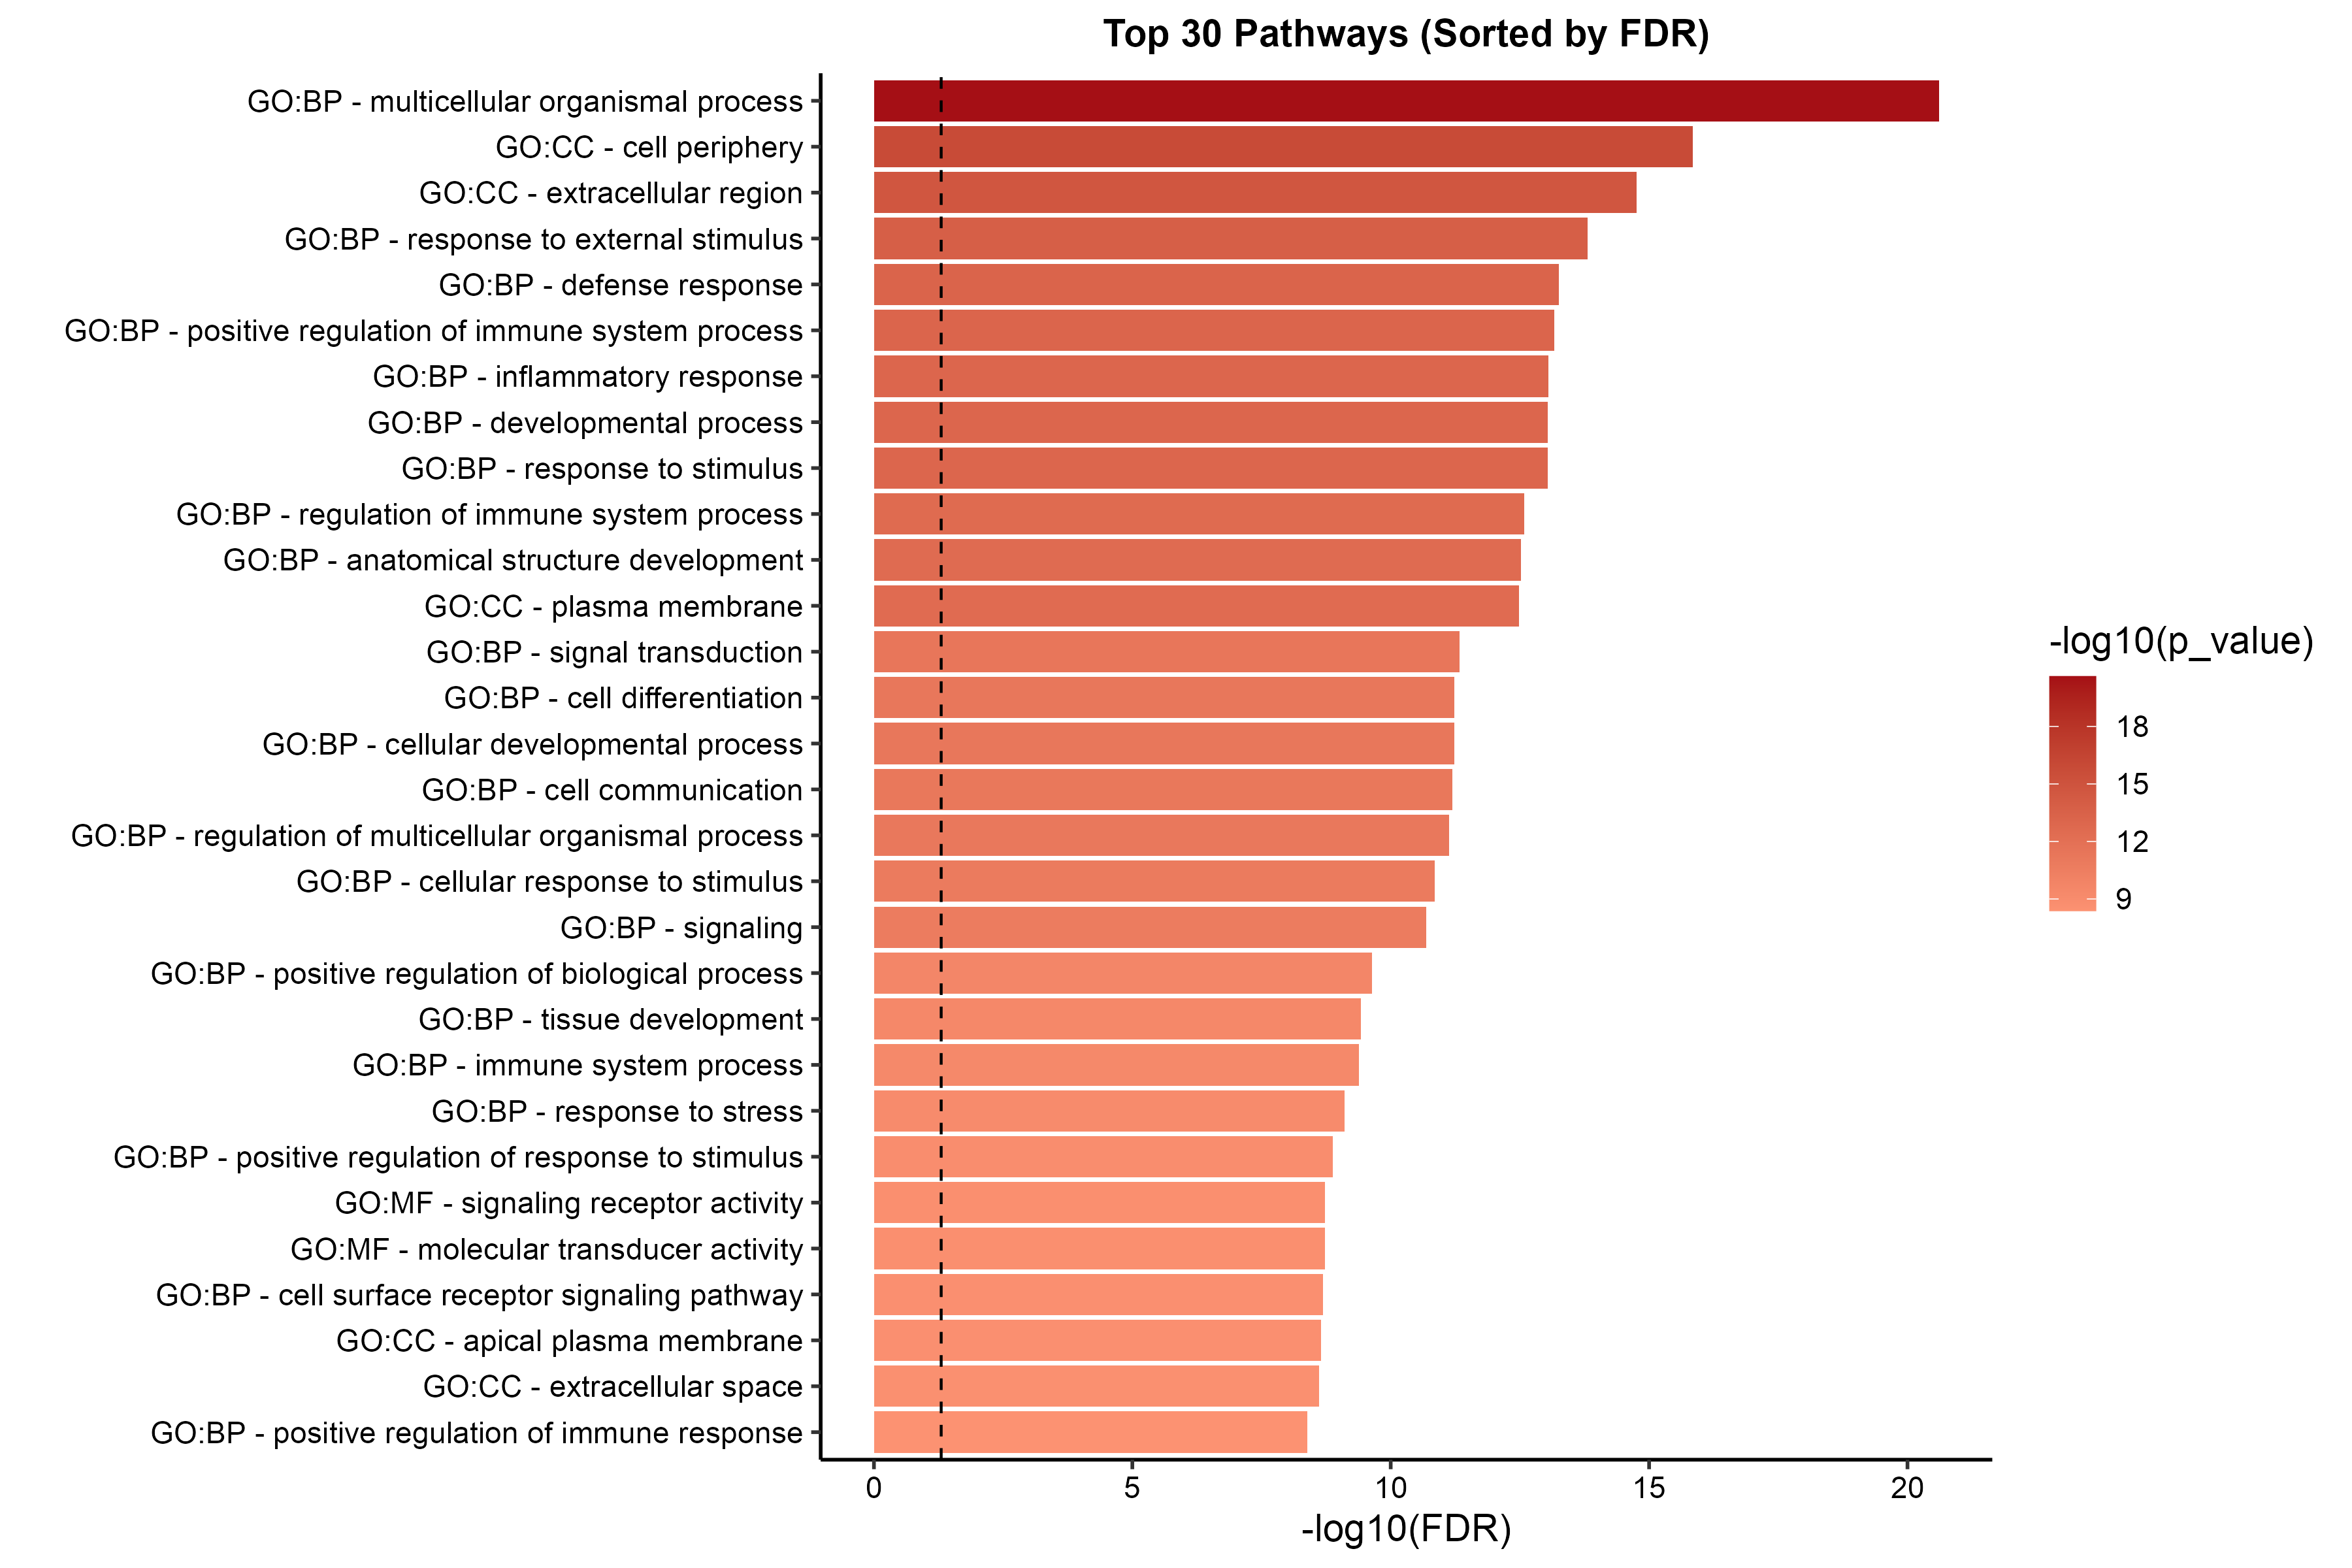 Top 30 Pathways (Sorted by FDR)
GO:BP - multicellular organismal process
GO:CC - cell periphery
GO:CC - extracellular region
GO:BP - response to external stimulus
GO:BP - defense response
GO:BP - positive regulation of immune system process
GO:BP - inflammatory response
GO:BP - developmental process
GO:BP - response to stimulus
GO:BP - regulation of immune system process
GO:BP - anatomical structure development
GO:CC - plasma membrane
GO:BP - signal transduction
GO:BP - cell differentiation
GO:BP - cellular developmental process
GO:BP - cell communication
GO:BP - regulation of multicellular organismal process
GO:BP - cellular response to stimulus
GO:BP - signaling
GO:BP - positive regulation of biological process
GO:BP - tissue development
GO:BP - immune system process
GO:BP - response to stress
GO:BP - positive regulation of response to stimulus
GO:MF - signaling receptor activity
GO:MF - molecular transducer activity
GO:BP - cell surface receptor signaling pathway
GO:CC - apical plasma membrane
GO:CC - extracellular space
GO:BP - positive regulation of immune response
0 5 10 15 20
-log10(FDR)
-log10(p_value)
18
15
12
9